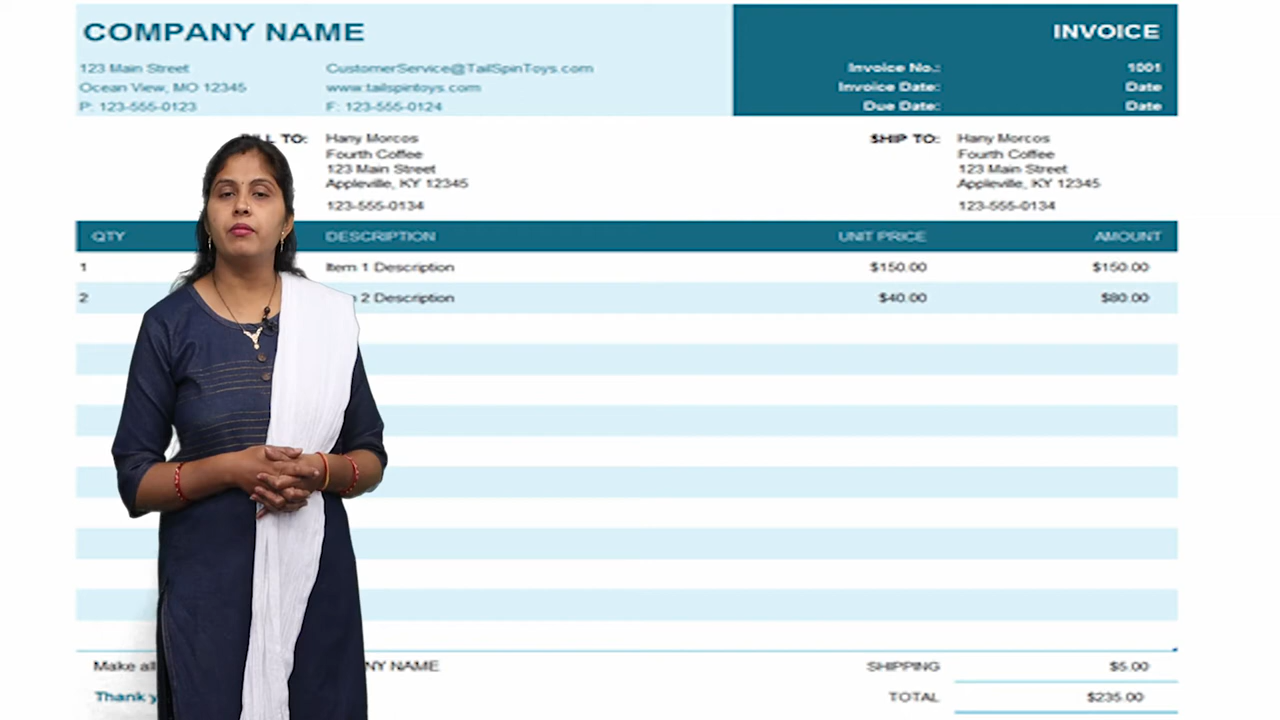 COMPANY NAME INVOICE
123 Main Street CustomerService@TailSpinToys.com Invoice No.: 1001
Ocean View, MO 12345 www.tailspintoys.com Invoice Date: Date
P: 123-555-0123 F: 123-555-0124 Due Date: Date
TO: Hany Morcos SHIP TO: Hany Morcos
Fourth Coffee Fourth Coffee
123 Main Street 123 Main Street
Appleville, KY 12345 Appleville, KY 12345
123-555-0134 123-555-0134
QTY DESCRIPTION UNIT PRICE AMOUNT
1 Item 1 Description $150.00 $150.00
2 2 Description $40.00 $80.00
Make all NAME SHIPPING $5.00
Thank TOTAL $235.00